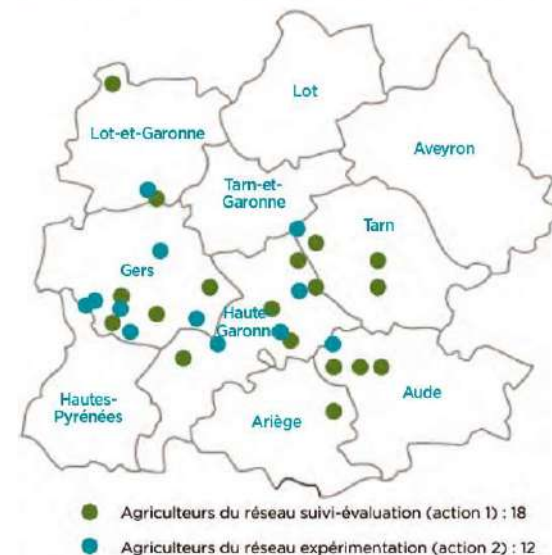 Lot
Lot-et-Garonne
Aveyron
Tarn-et-
Garonne
Tarn
Gers
Haute
Garonne
Hautes-
Pyrénées
Ariège
Aude
Agriculteurs du réseau suivi-évaluation (action 1) : 18
Agriculteurs du réseau expérimentation (action 2) : 12